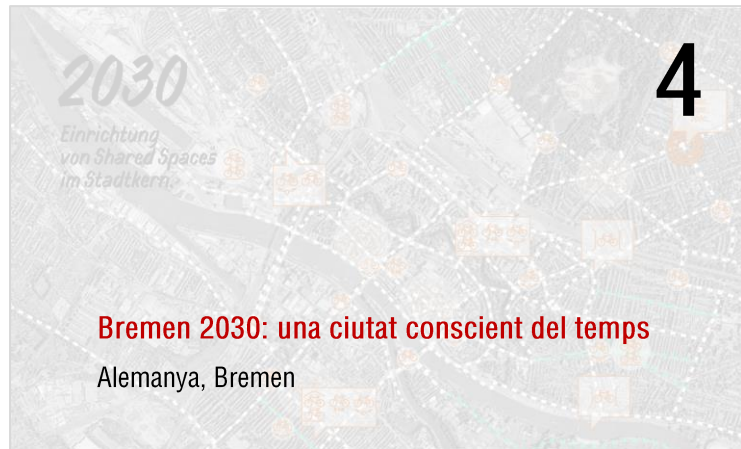 2030
Einrichtung
von Shared Spaces
im Stadtkern.
4
Bremen 2030: una ciutat conscient del temps
Alemanya, Bremen